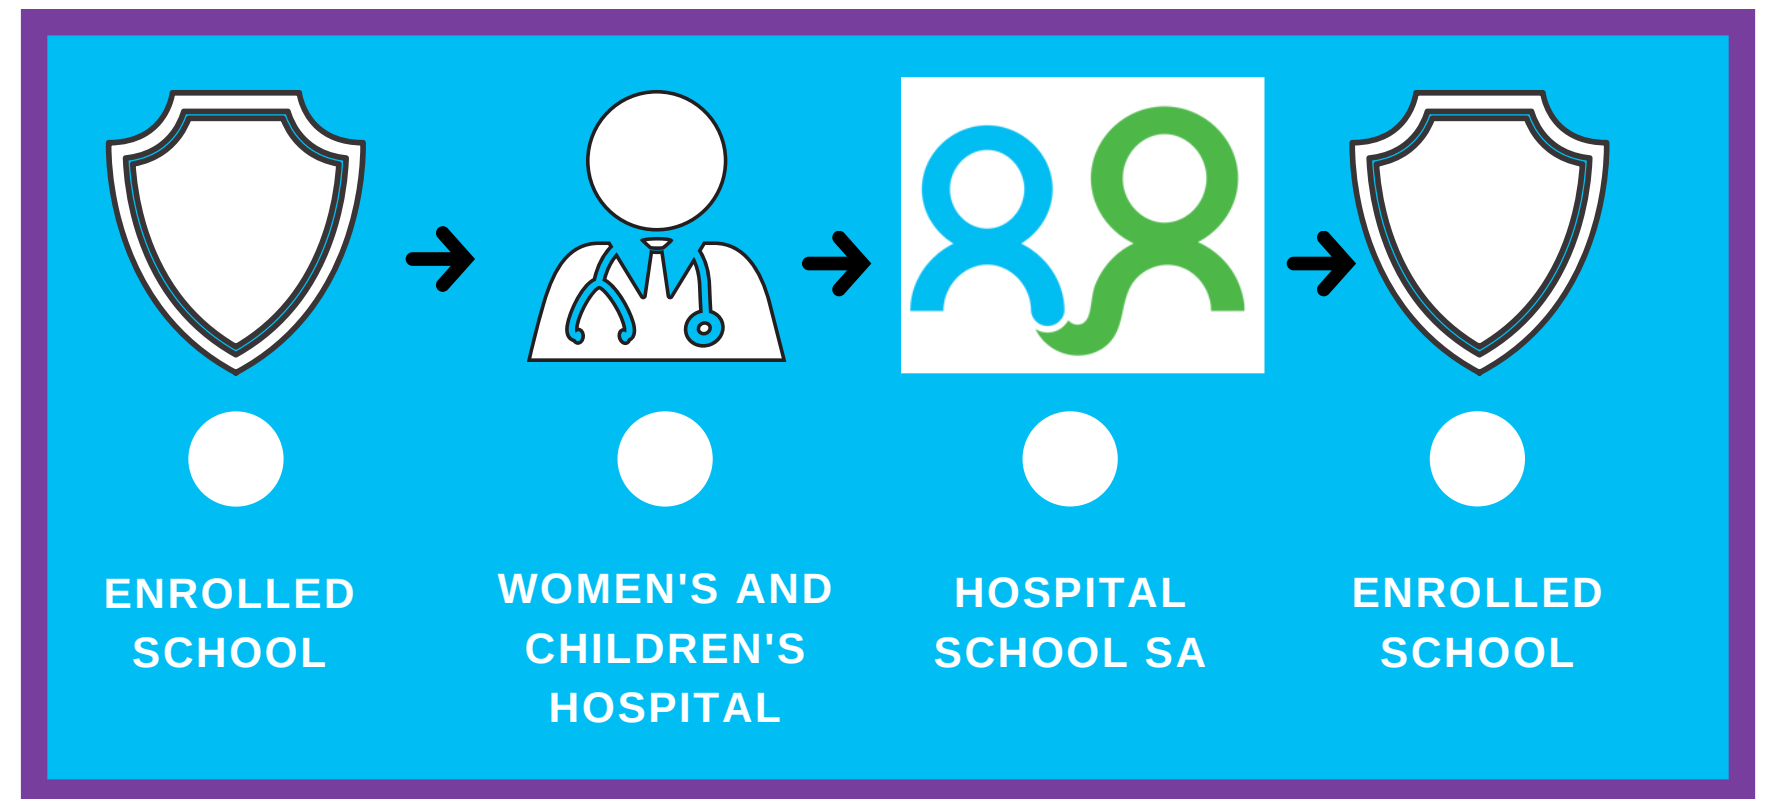 ENROLLED
SCHOOL
WOMEN'S AND
CHILDREN'S
HOSPITAL
HOSPITAL
SCHOOL SA
ENROLLED
SCHOOL